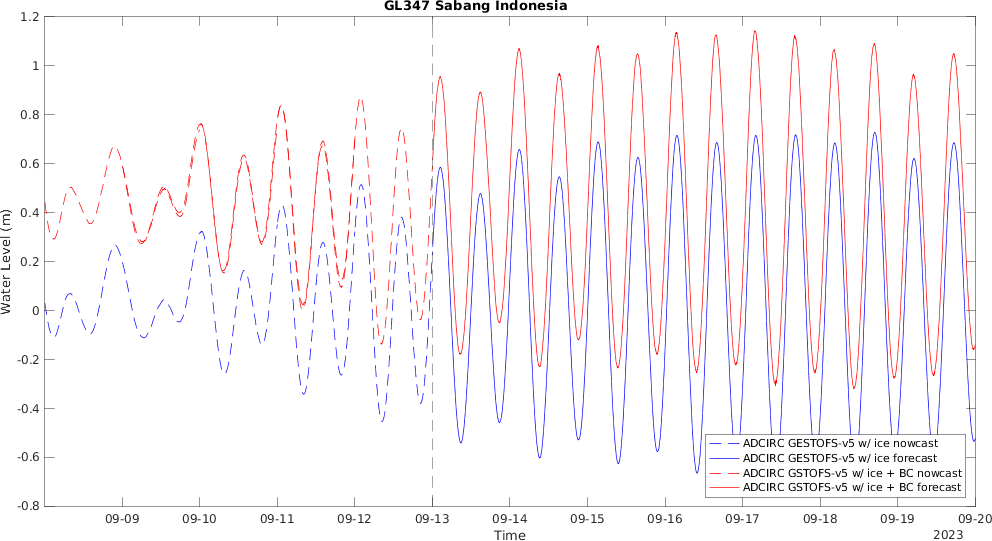 GL347 Sabang Indonesia
1.2
1
0.8
0.6
0.4
0.2
0
-0.2
-0.4
-0.6
-0.8
Water Level (m)
ADCIRC GESTOFS-v5 w/ ice nowcast
ADCIRC GESTOFS-v5 w/ ice forecast
ADCIRC GSTOFS-v5 w/ ice + BC nowcast
ADCIRC GSTOFS-v5 w/ ice + BC forecast
09-09 09-10 09-11 09-12 09-13 09-14 09-15 09-16 09-17 09-18 09-19 09-20
Time
2023